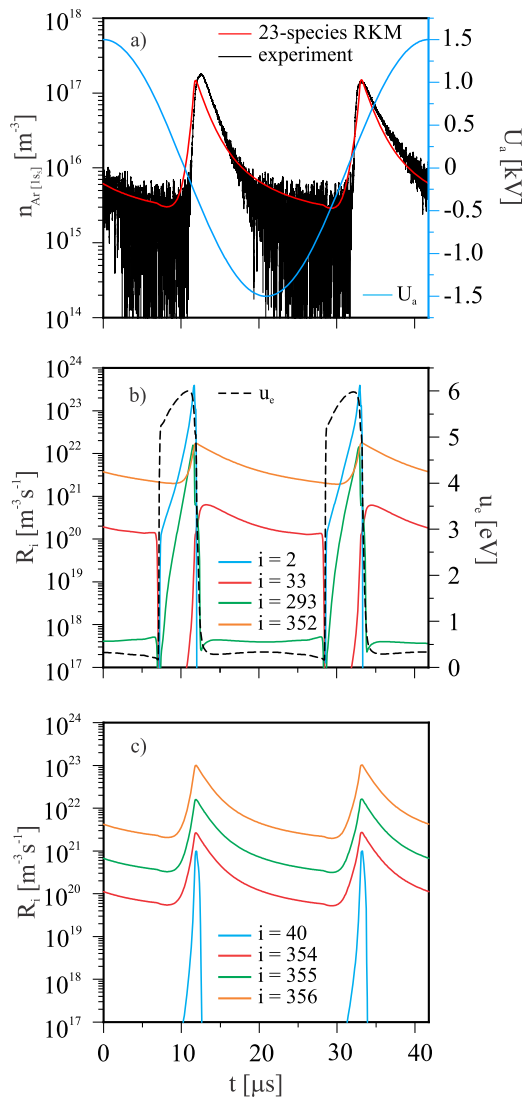 10^18
10^17
10^16
10^15
10^14
n_Ar [1s₅] [m^-3]
a)
23-species RKM
experiment
U_a
1.5
1.0
0.5
0
-0.5
-1.0
-1.5
U_a [kV]
10^24
10^23
10^22
10^21
10^20
10^19
10^18
10^17
R_i [m^-3 s^-1]
b)
u_e
i = 2
i = 33
i = 293
i = 352
6
5
4
3
2
1
0
u_e [eV]
10^24
10^23
10^22
10^21
10^20
10^19
10^18
10^17
R_i [m^-3 s^-1]
c)
i = 40
i = 354
i = 355
i = 356
0 10 20 30 40
t [μs]